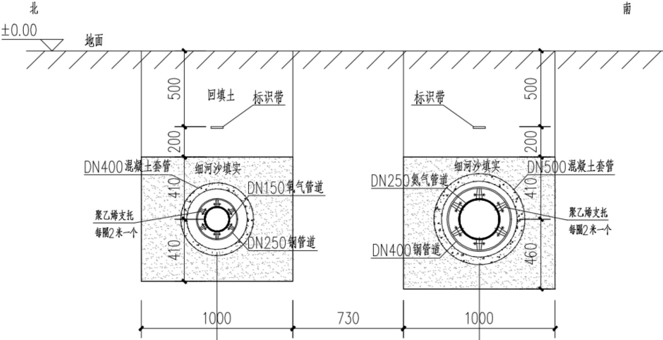 北
南
±0.00
地面
500
回填土
标识带
标识带
500
200
200
DN400混凝土套管
细河沙填实
细河沙填实
DN500混凝土套管
410
DN150氧气管道
DN250氮气管道
410
聚乙烯支托
每隔2米一个
聚乙烯支托
每隔2米一个
410
DN250钢管道
DN400钢管道
460
1000
730
1000